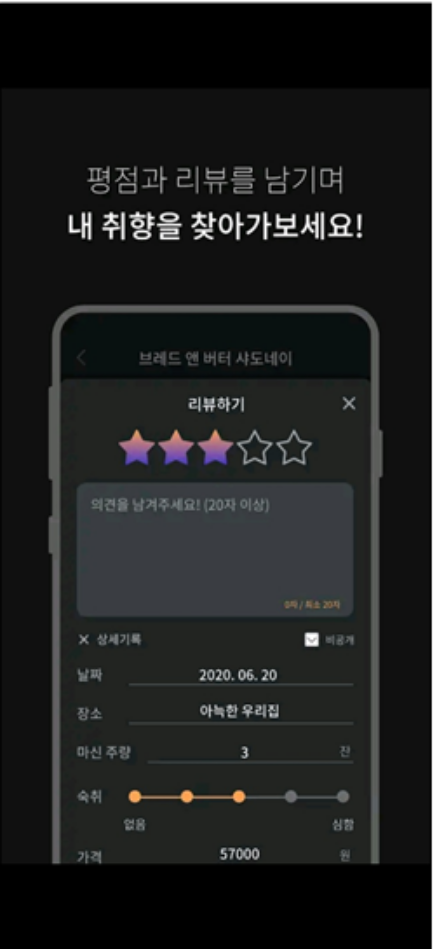 평점과 리뷰를 남기며
내 취향을 찾아가보세요!
브레드 앤 버터 샤도네이
리뷰하기
의견을 남겨주세요! (20자 이상)
0자 / 최소 20자
상세기록 비공개
날짜 2020. 06. 20
장소 아늑한 우리집
마신 주량 3 잔
숙취
없음 심함
가격 57000 원